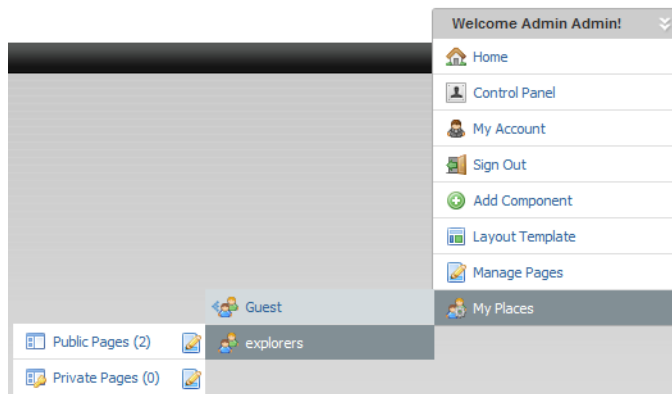 Welcome Admin Admin!
Home
Control Panel
My Account
Sign Out
Add Component
Layout Template
Manage Pages
My Places
Guest
explorers
Public Pages (2)
Private Pages (0)